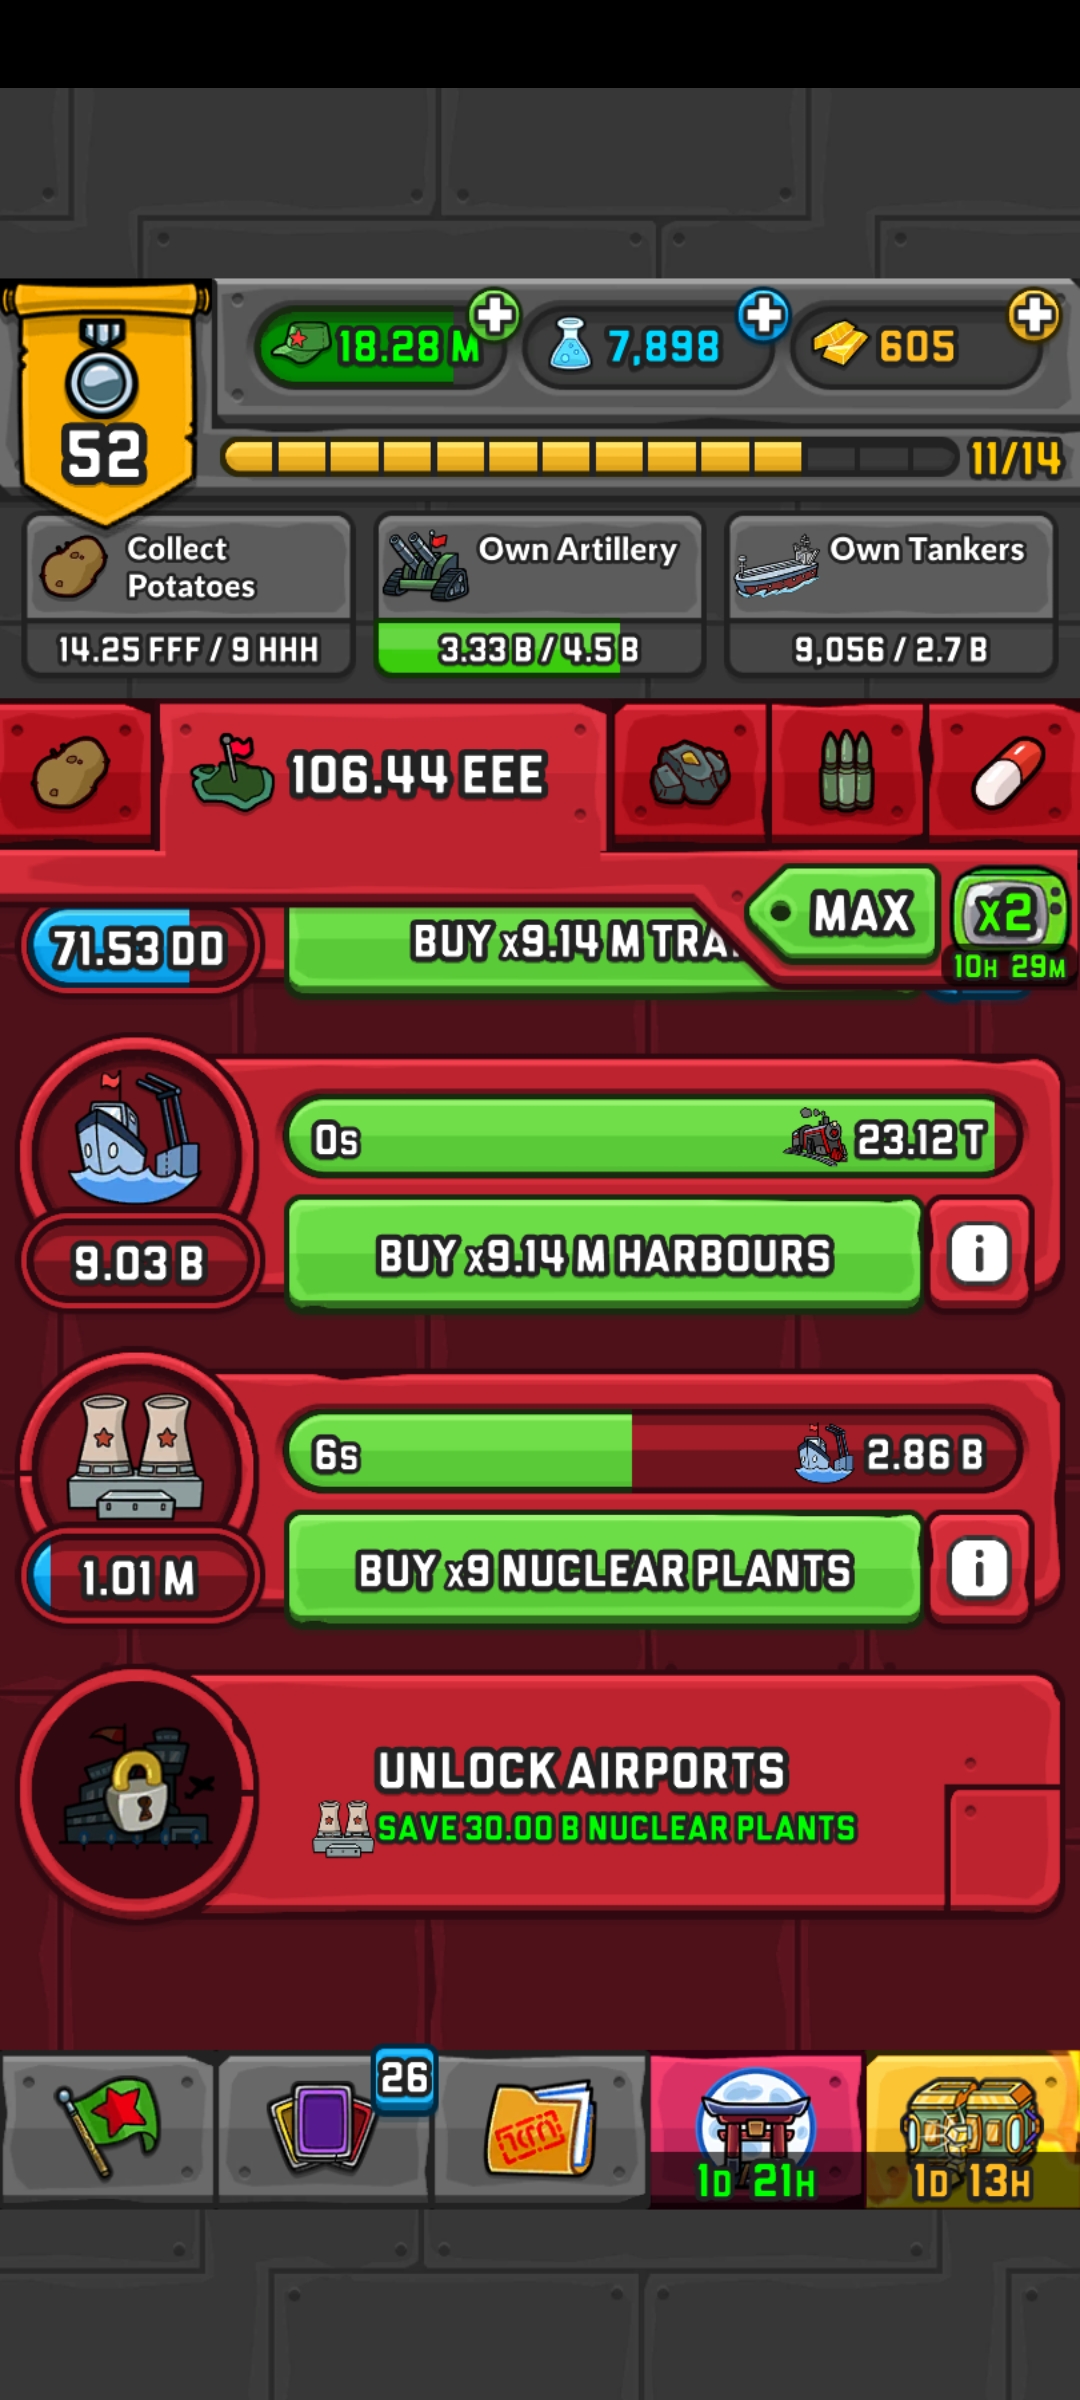 18.28 M
7,898
605
52
11/14
Collect
Potatoes
14.25 FFF / 9 HHH
Own Artillery
3.33 B / 4.5 B
Own Tankers
9,056 / 2.7 B
106.44 EEE
MAX
x2
10H 29M
71.53 DD
BUY x9.14 M
0s
23.12 T
9.03 B
BUY x9.14 M HARBOURS
i
6s
2.86 B
1.01 M
BUY x9 NUCLEAR PLANTS
i
UNLOCK AIRPORTS
SAVE 30.00 B NUCLEAR PLANTS
26
1D 21H
1D 13H